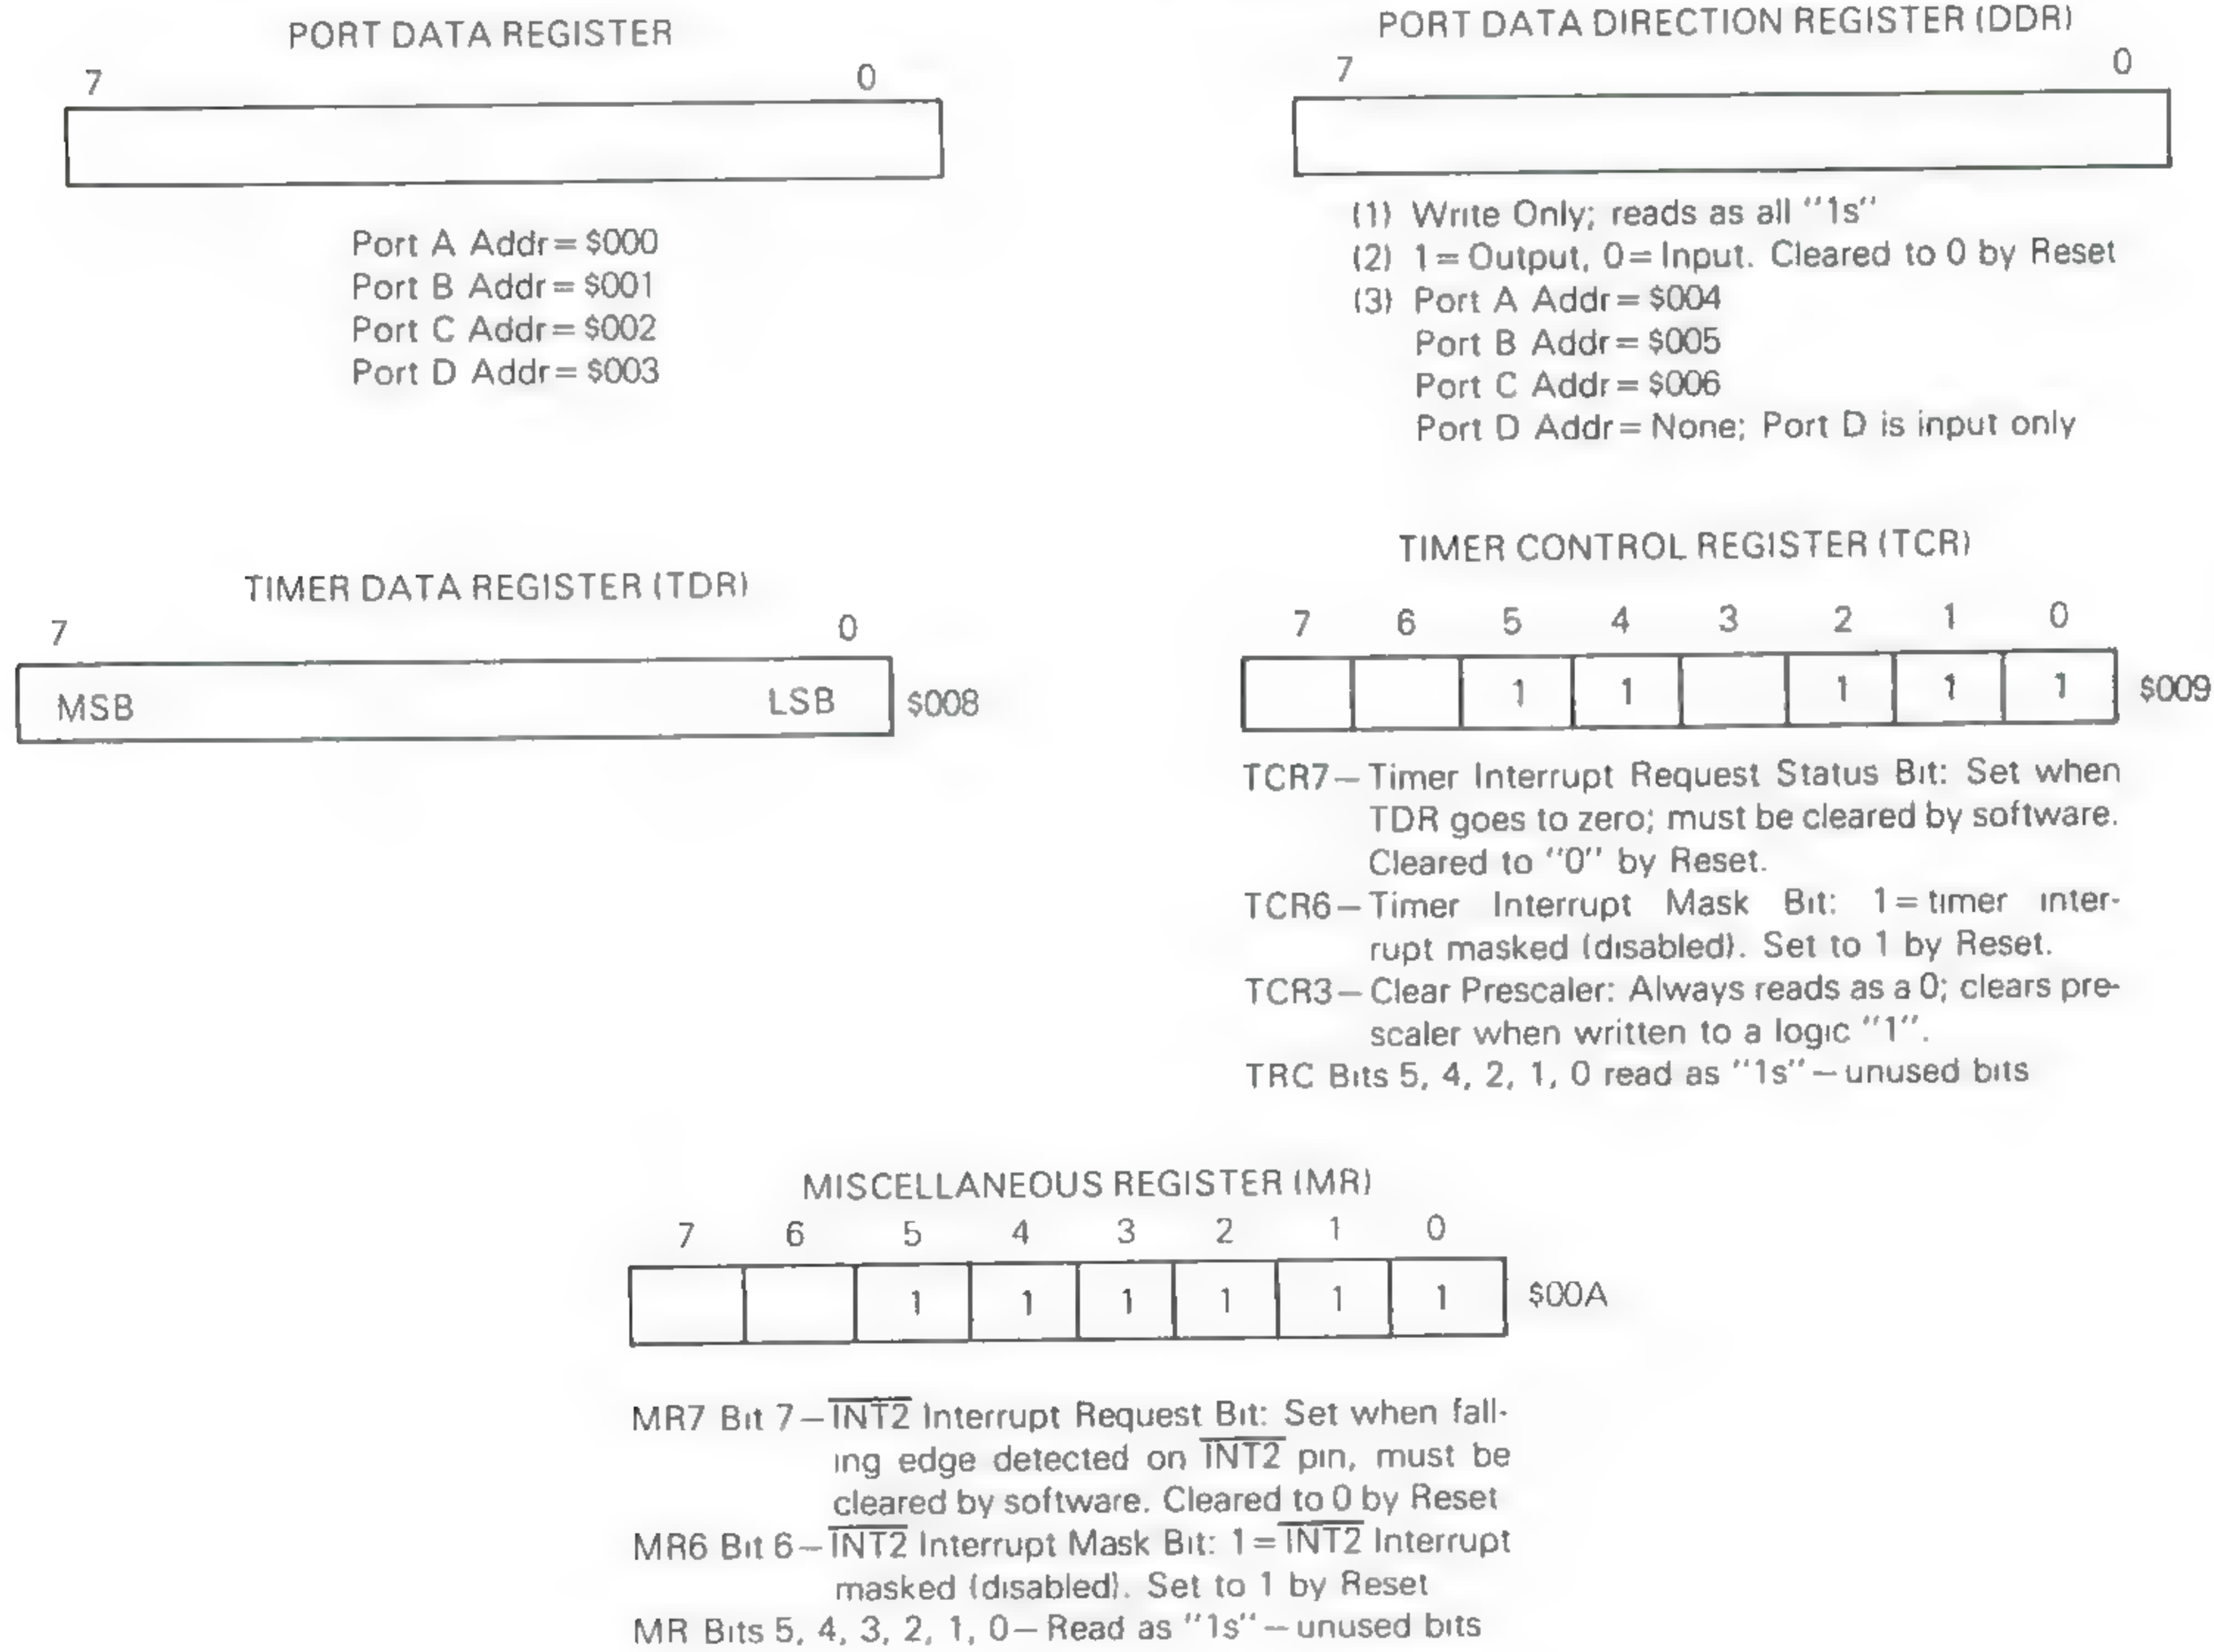 PORT DATA REGISTER
7 0
Port A Addr= $000
Port B Addr= $001
Port C Addr= $002
Port D Addr= $003
PORT DATA DIRECTION REGISTER (DDR)
7 0
(1) Write Only; reads as all "1s"
(2) 1=Output, 0=Input. Cleared to 0 by Reset
(3) Port A Addr= $004
Port B Addr= $005
Port C Addr= $006
Port D Addr= None; Port D is input only
TIMER DATA REGISTER (TDR)
7 0
MSB LSB $008
TIMER CONTROL REGISTER (TCR)
7 6 5 4 3 2 1 0
1 1 1 1 1 $009
TCR7— Timer Interrupt Request Status Bit: Set when
TDR goes to zero; must be cleared by software.
Cleared to "0" by Reset.
TCR6— Timer Interrupt Mask Bit: 1=timer inter-
rupt masked (disabled). Set to 1 by Reset.
TCR3— Clear Prescaler: Always reads as a 0; clears pre-
scaler when written to a logic "1".
TRC Bits 5, 4, 2, 1, 0 read as "1s"—unused bits
MISCELLANEOUS REGISTER (MR)
7 6 5 4 3 2 1 0
1 1 1 1 1 1 $00A
MR7 Bit 7—INT2 Interrupt Request Bit: Set when fall-
ing edge detected on INT2 pin, must be
cleared by software. Cleared to 0 by Reset
MR6 Bit 6—INT2 Interrupt Mask Bit: 1=INT2 Interrupt
masked (disabled). Set to 1 by Reset
MR Bits 5, 4, 3, 2, 1, 0—Read as "1s"—unused bits